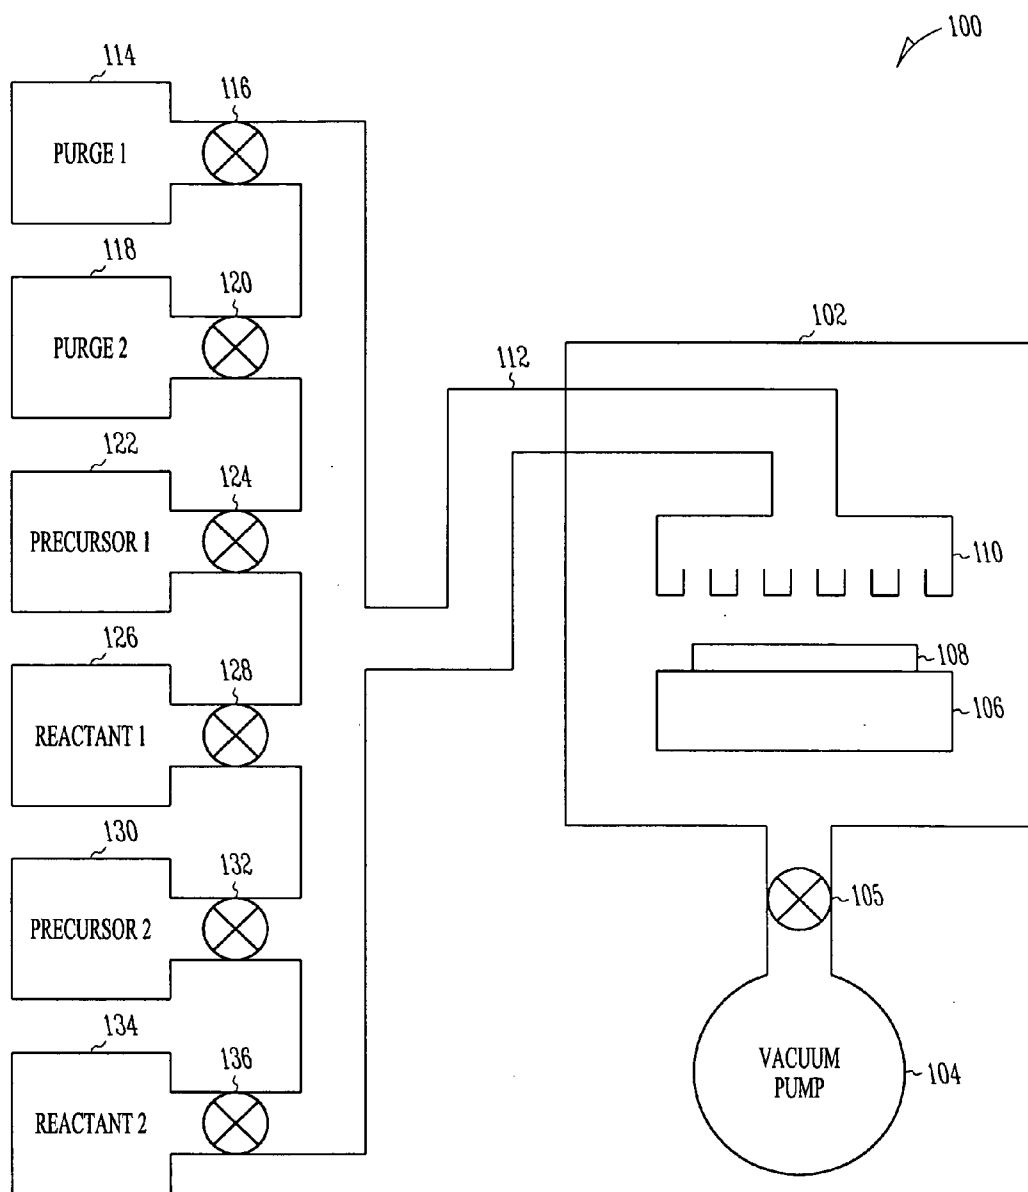 100
114
116
PURGE 1
118
120
PURGE 2
102
112
122
124
PRECURSOR 1
110
126
128
REACTANT 1
108
106
130
132
PRECURSOR 2
105
134
136
REACTANT 2
VACUUM
PUMP
104